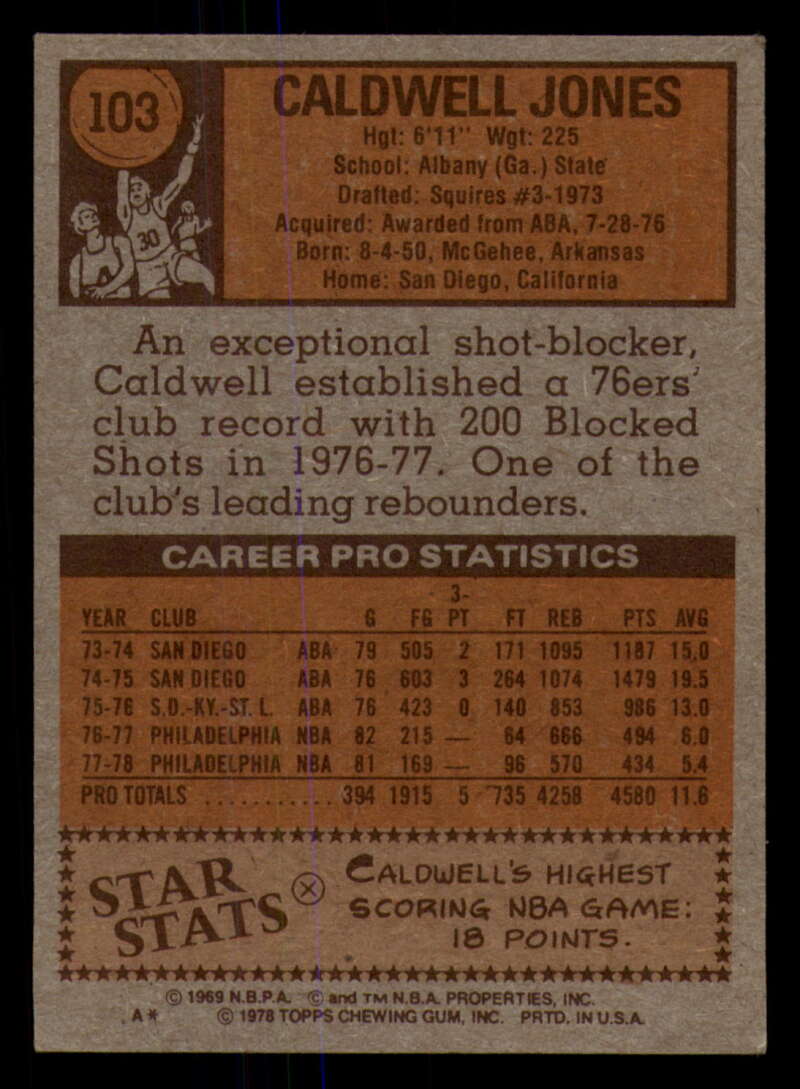 103
30
CALDWELL JONES
Hgt: 6'11" Wgt: 225
School: Albany (Ga.) State
Drafted: Squires #3-1973
Acquired: Awarded from ABA, 7-28-76
Born: 8-4-50, McGehee, Arkansas
Home: San Diego, California
An exceptional shot-blocker,
Caldwell established a 76ers'
club record with 200 Blocked
Shots in 1976-77. One of the
club's leading rebounders.
CAREER PRO STATISTICS
YEAR CLUB G FG 3-PT FT REB PTS AVG
73-74 SAN DIEGO ABA 79 505 2 171 1095 1187 15.0
74-75 SAN DIEGO ABA 76 603 3 264 1074 1479 19.5
75-76 S.D.-KY.-ST. L. ABA 76 423 0 140 853 986 13.0
76-77 PHILADELPHIA NBA 82 215 — 64 666 494 6.0
77-78 PHILADELPHIA NBA 81 169 — 96 570 434 5.4
PRO TOTALS ............ 394 1915 5 735 4258 4580 11.6
STAR STATS
CALDWELL'S HIGHEST
SCORING NBA GAME:
18 POINTS.
© 1969 N.B.P.A. © and TM N.B.A. PROPERTIES, INC.
A* © 1978 TOPPS CHEWING GUM, INC. PRTD. IN U.S.A.